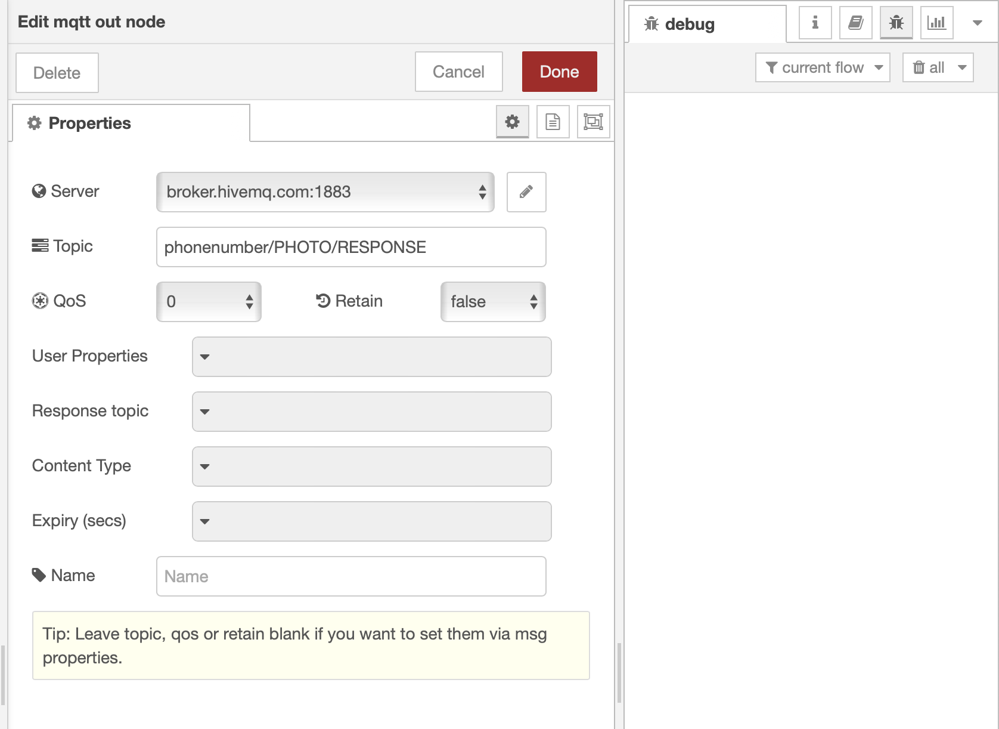 Edit mqtt out node
Delete
Cancel
Done
Properties
Server
broker.hivemq.com:1883
Topic
phonenumber/PHOTO/RESPONSE
QoS
0
Retain
false
User Properties
Response topic
Content Type
Expiry (secs)
Name
Name
Tip: Leave topic, qos or retain blank if you want to set them via msg
properties.
debug
i
current flow
all